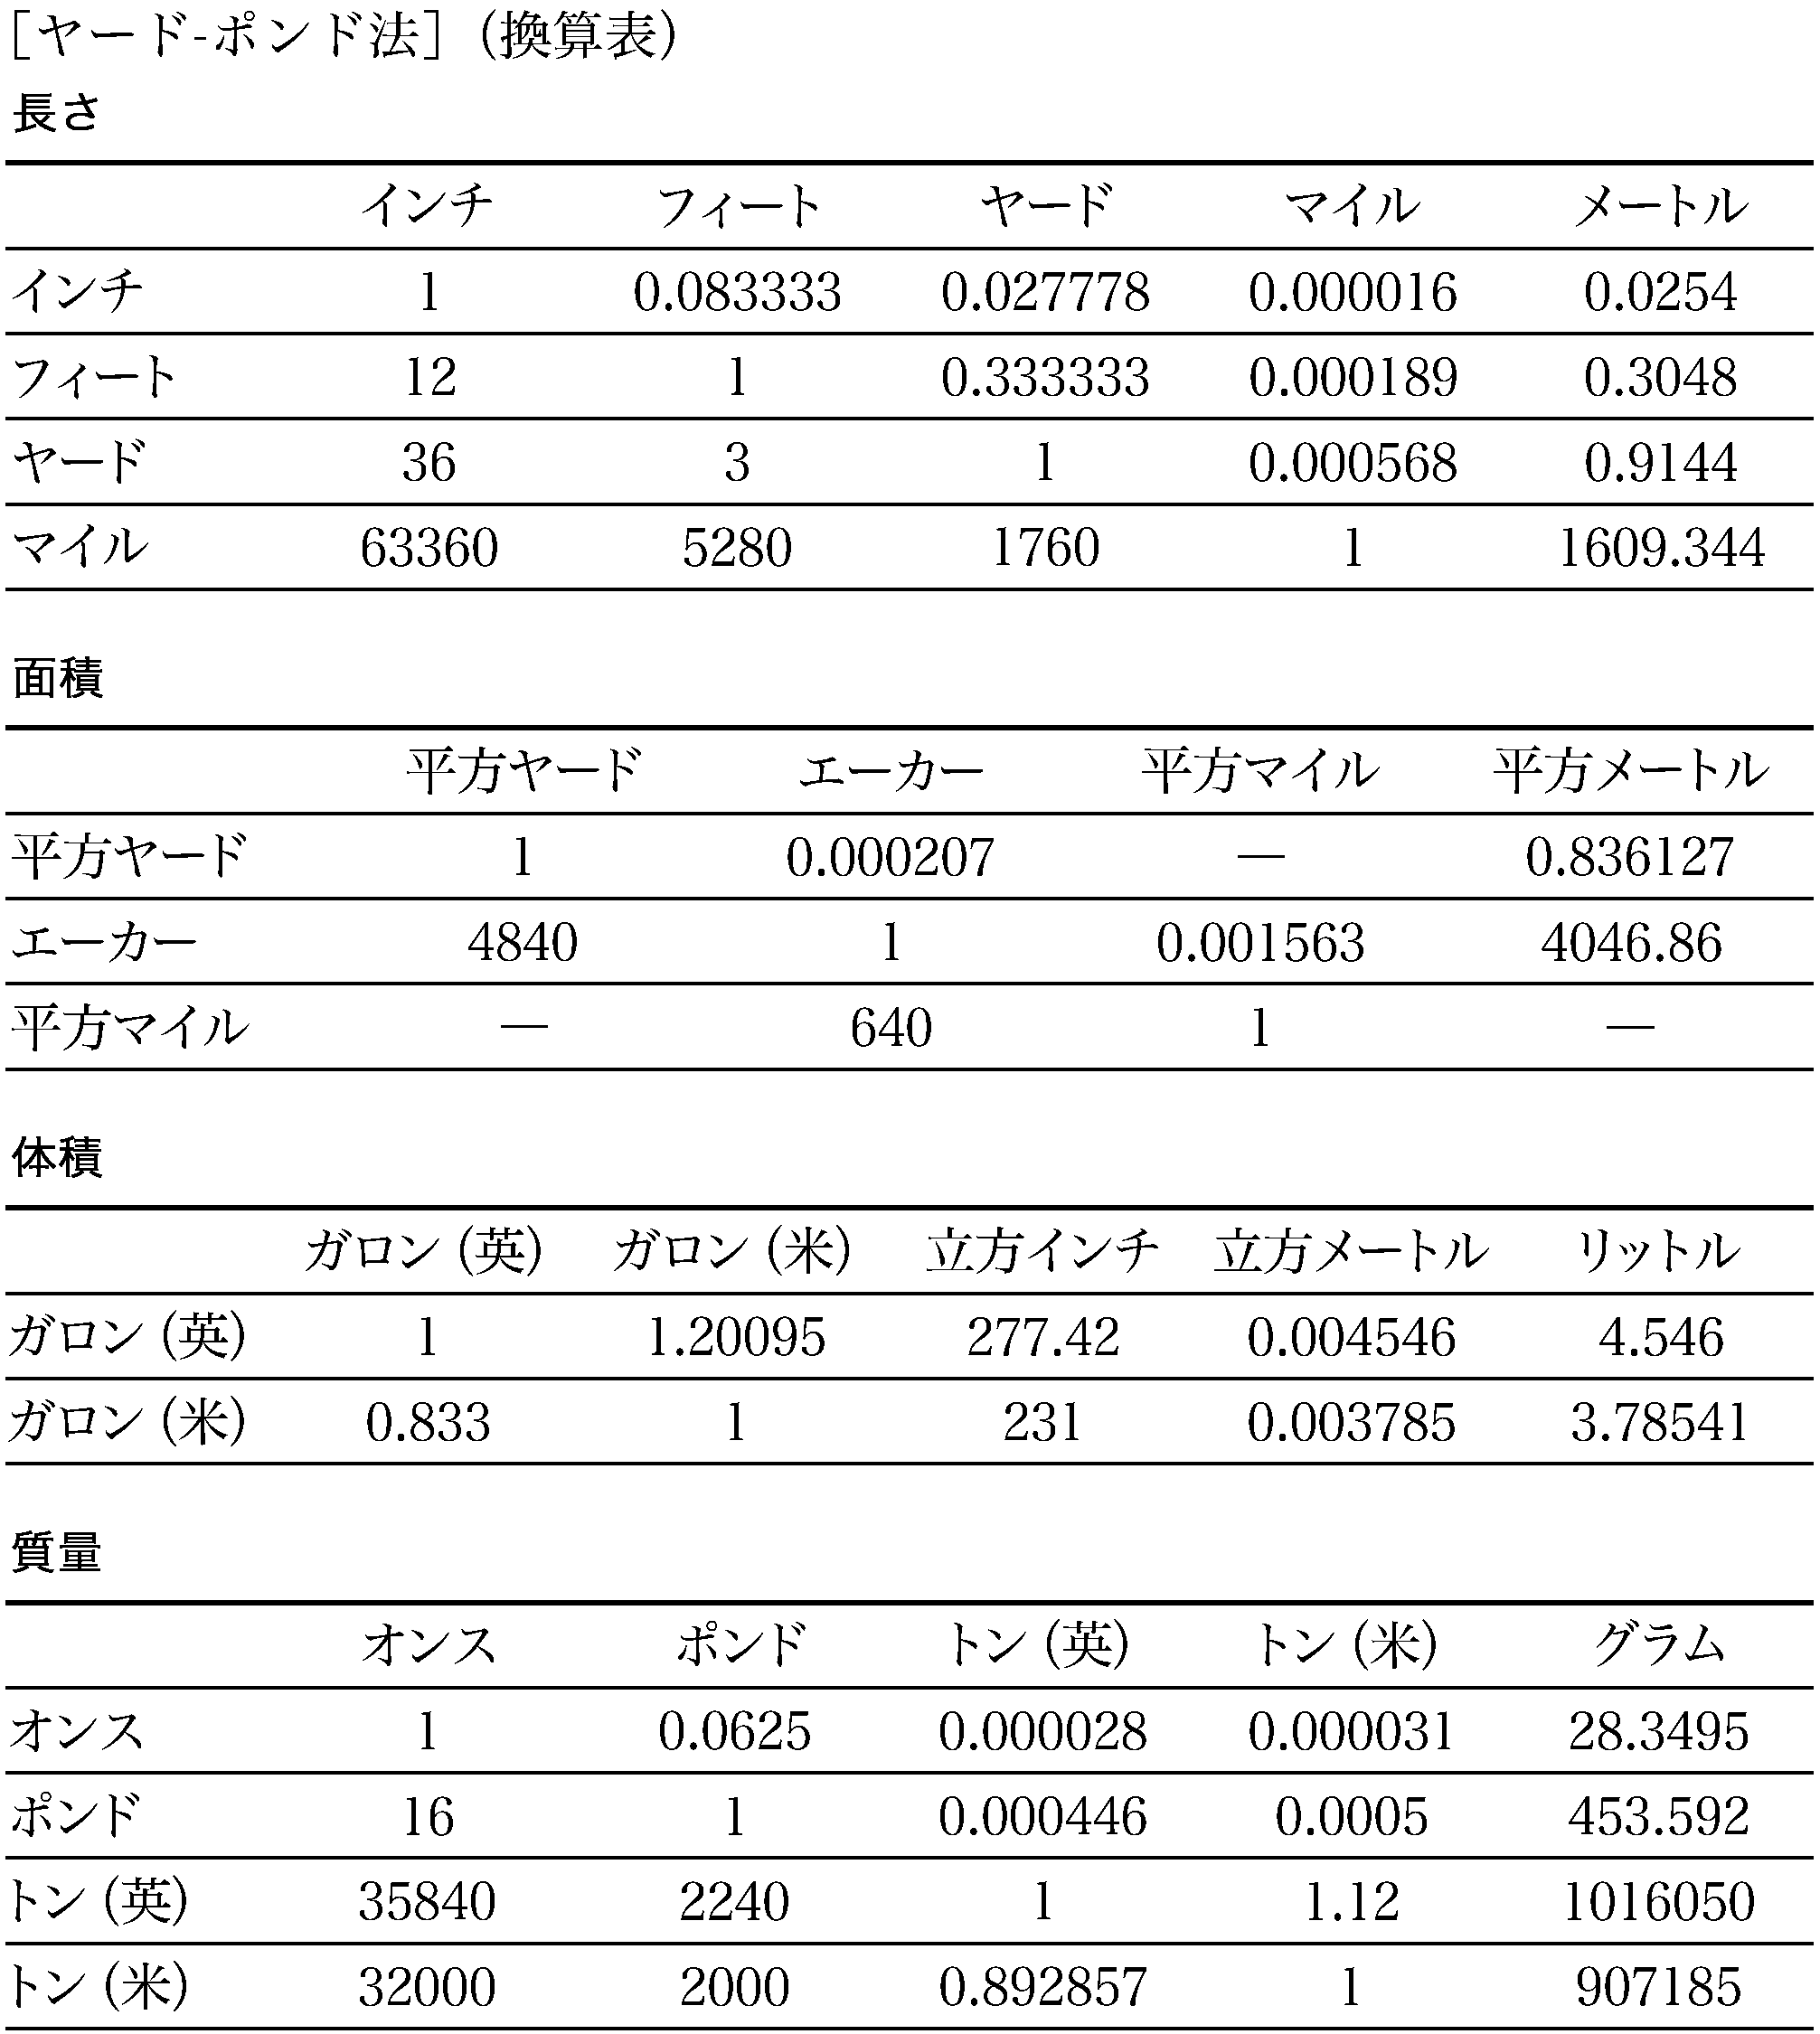 ［ヤード-ポンド法］（換算表）
長さ
インチ フィート ヤード マイル メートル
インチ 1 0.083333 0.027778 0.000016 0.0254
フィート 12 1 0.333333 0.000189 0.3048
ヤード 36 3 1 0.000568 0.9144
マイル 63360 5280 1760 1 1609.344
面積
平方ヤード エーカー 平方マイル 平方メートル
平方ヤード 1 0.000207 — 0.836127
エーカー 4840 1 0.001563 4046.86
平方マイル — 640 1 —
体積
ガロン(英) ガロン(米) 立方インチ 立方メートル リットル
ガロン(英) 1 1.20095 277.42 0.004546 4.546
ガロン(米) 0.833 1 231 0.003785 3.78541
質量
オンス ポンド トン(英) トン(米) グラム
オンス 1 0.0625 0.000028 0.000031 28.3495
ポンド 16 1 0.000446 0.0005 453.592
トン(英) 35840 2240 1 1.12 1016050
トン(米) 32000 2000 0.892857 1 907185